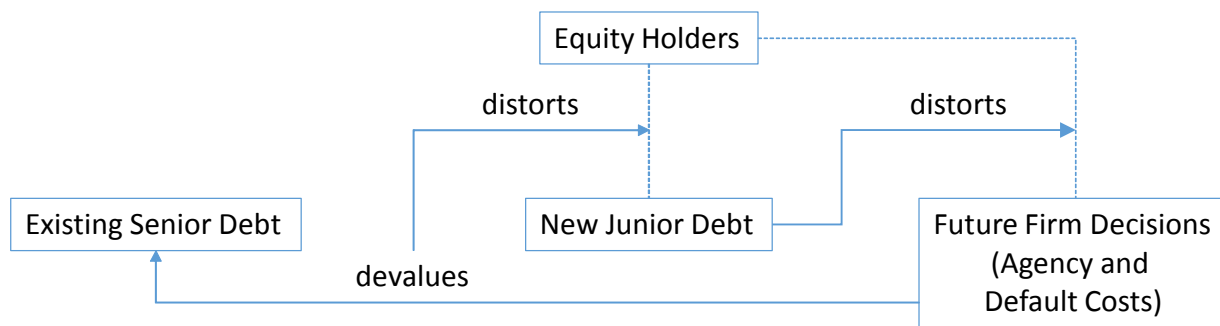 Equity Holders
distorts
distorts
Existing Senior Debt
New Junior Debt
Future Firm Decisions
(Agency and
Default Costs)
devalues